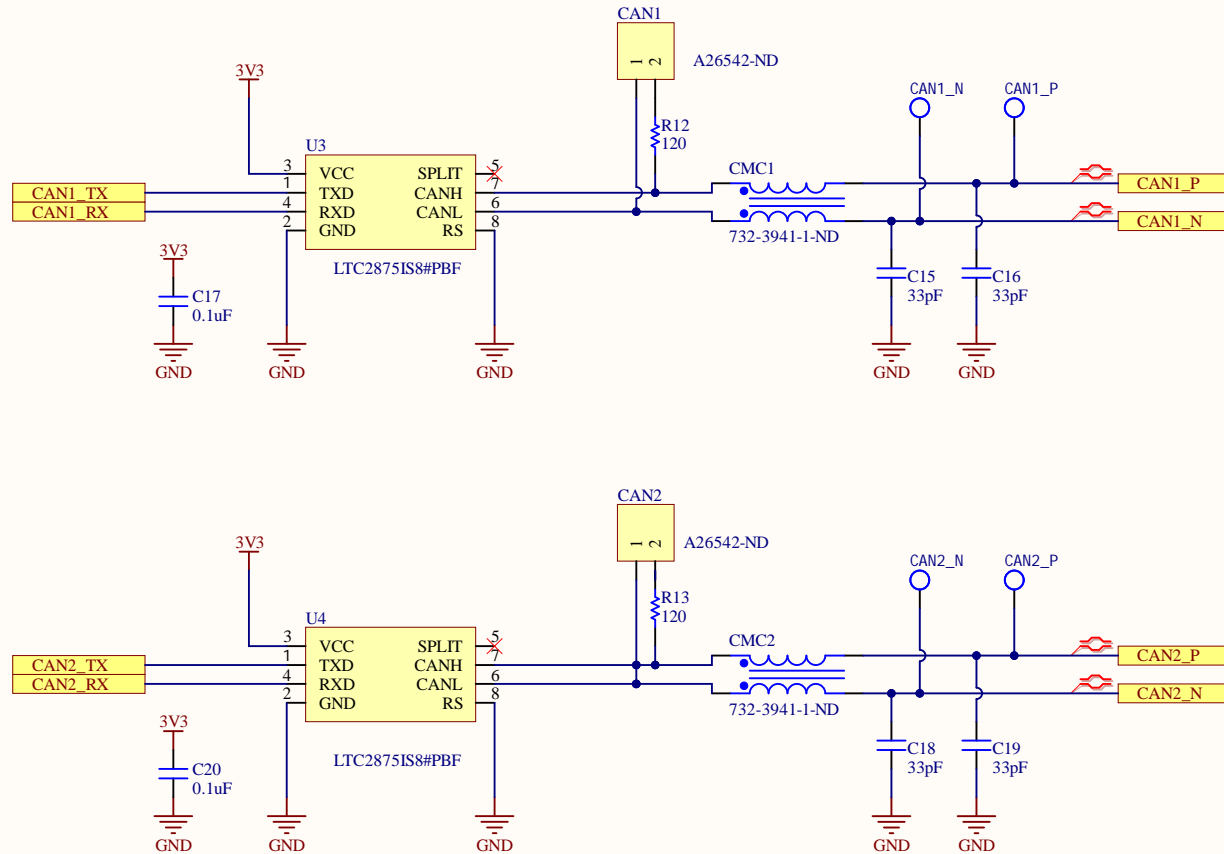 CAN1
1 2
A26542-ND
3V3
CAN1_N CAN1_P
R12
120
U3
3 VCC SPLIT 5
CAN1_TX 1 TXD CANH 7
CAN1_RX 4 RXD CANL 6
2 GND RS 8
CMC1
CAN1_P
CAN1_N
732-3941-1-ND
3V3
LTC2875IS8#PBF
C17
0.1uF
C15
33pF
C16
33pF
GND GND GND GND GND
CAN2
1 2
A26542-ND
3V3
CAN2_N CAN2_P
R13
120
U4
3 VCC SPLIT 5
CAN2_TX 1 TXD CANH 7
CAN2_RX 4 RXD CANL 6
2 GND RS 8
CMC2
CAN2_P
CAN2_N
732-3941-1-ND
3V3
LTC2875IS8#PBF
C20
0.1uF
C18
33pF
C19
33pF
GND GND GND GND GND